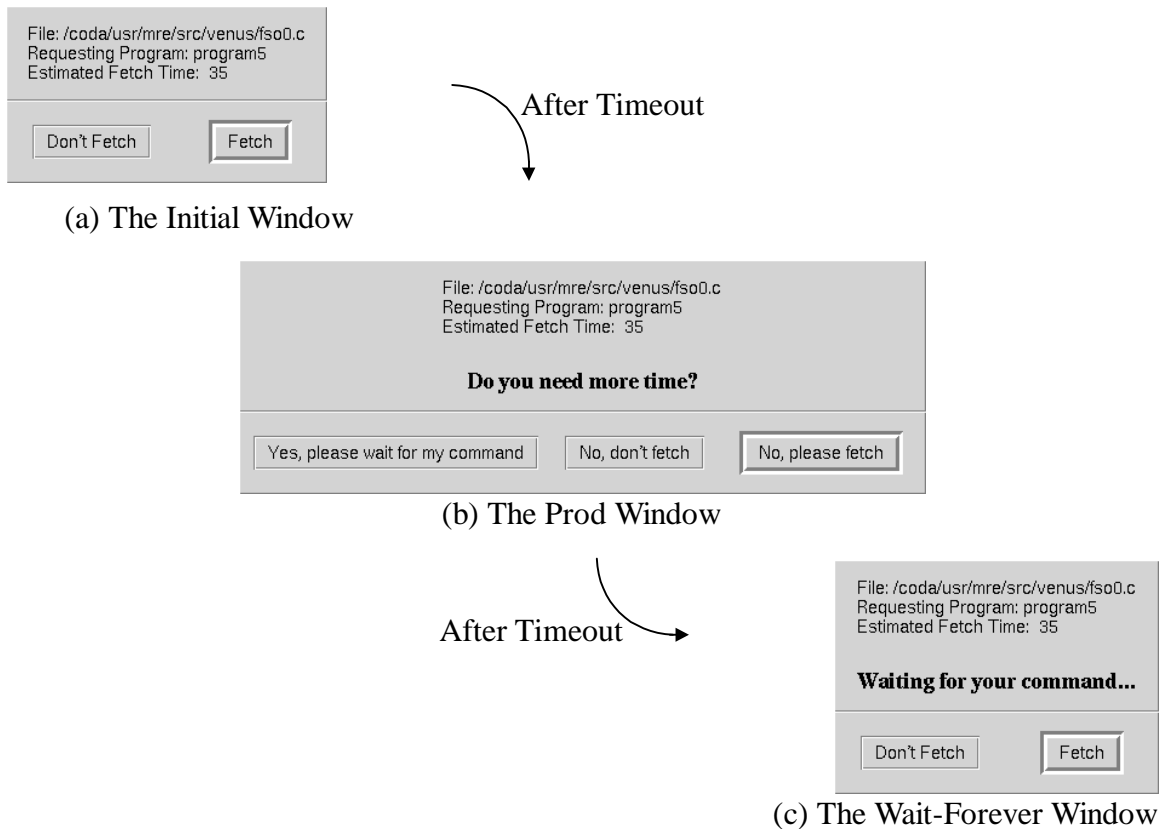 File: /coda/usr/mre/src/venus/fso0.c
Requesting Program: program5
Estimated Fetch Time: 35
Don't Fetch
Fetch
After Timeout
(a) The Initial Window
File: /coda/usr/mre/src/venus/fso0.c
Requesting Program: program5
Estimated Fetch Time: 35
Do you need more time?
Yes, please wait for my command
No, don't fetch
No, please fetch
(b) The Prod Window
After Timeout
File: /coda/usr/mre/src/venus/fso0.c
Requesting Program: program5
Estimated Fetch Time: 35
Waiting for your command...
Don't Fetch
Fetch
(c) The Wait-Forever Window